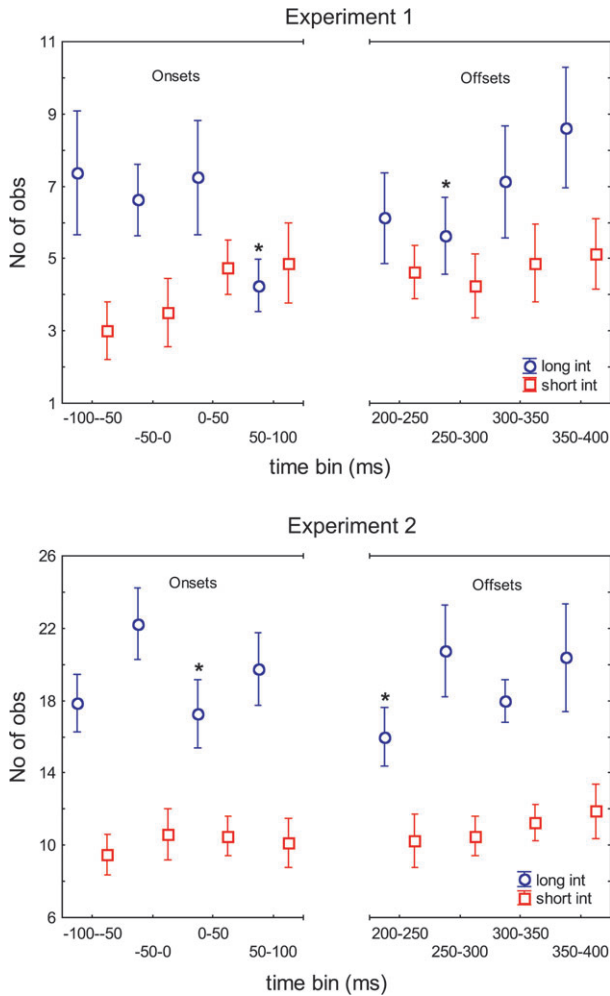 Experiment 1
Onsets
Offsets
No of obs
11
9
7
5
3
1
*
*
long int
short int
-100--50
0-50
200-250
300-350
-50-0
50-100
250-300
350-400
time bin (ms)
Experiment 2
Onsets
Offsets
No of obs
26
22
18
14
10
6
*
*
long int
short int
-100--50
0-50
200-250
300-350
-50-0
50-100
250-300
350-400
time bin (ms)